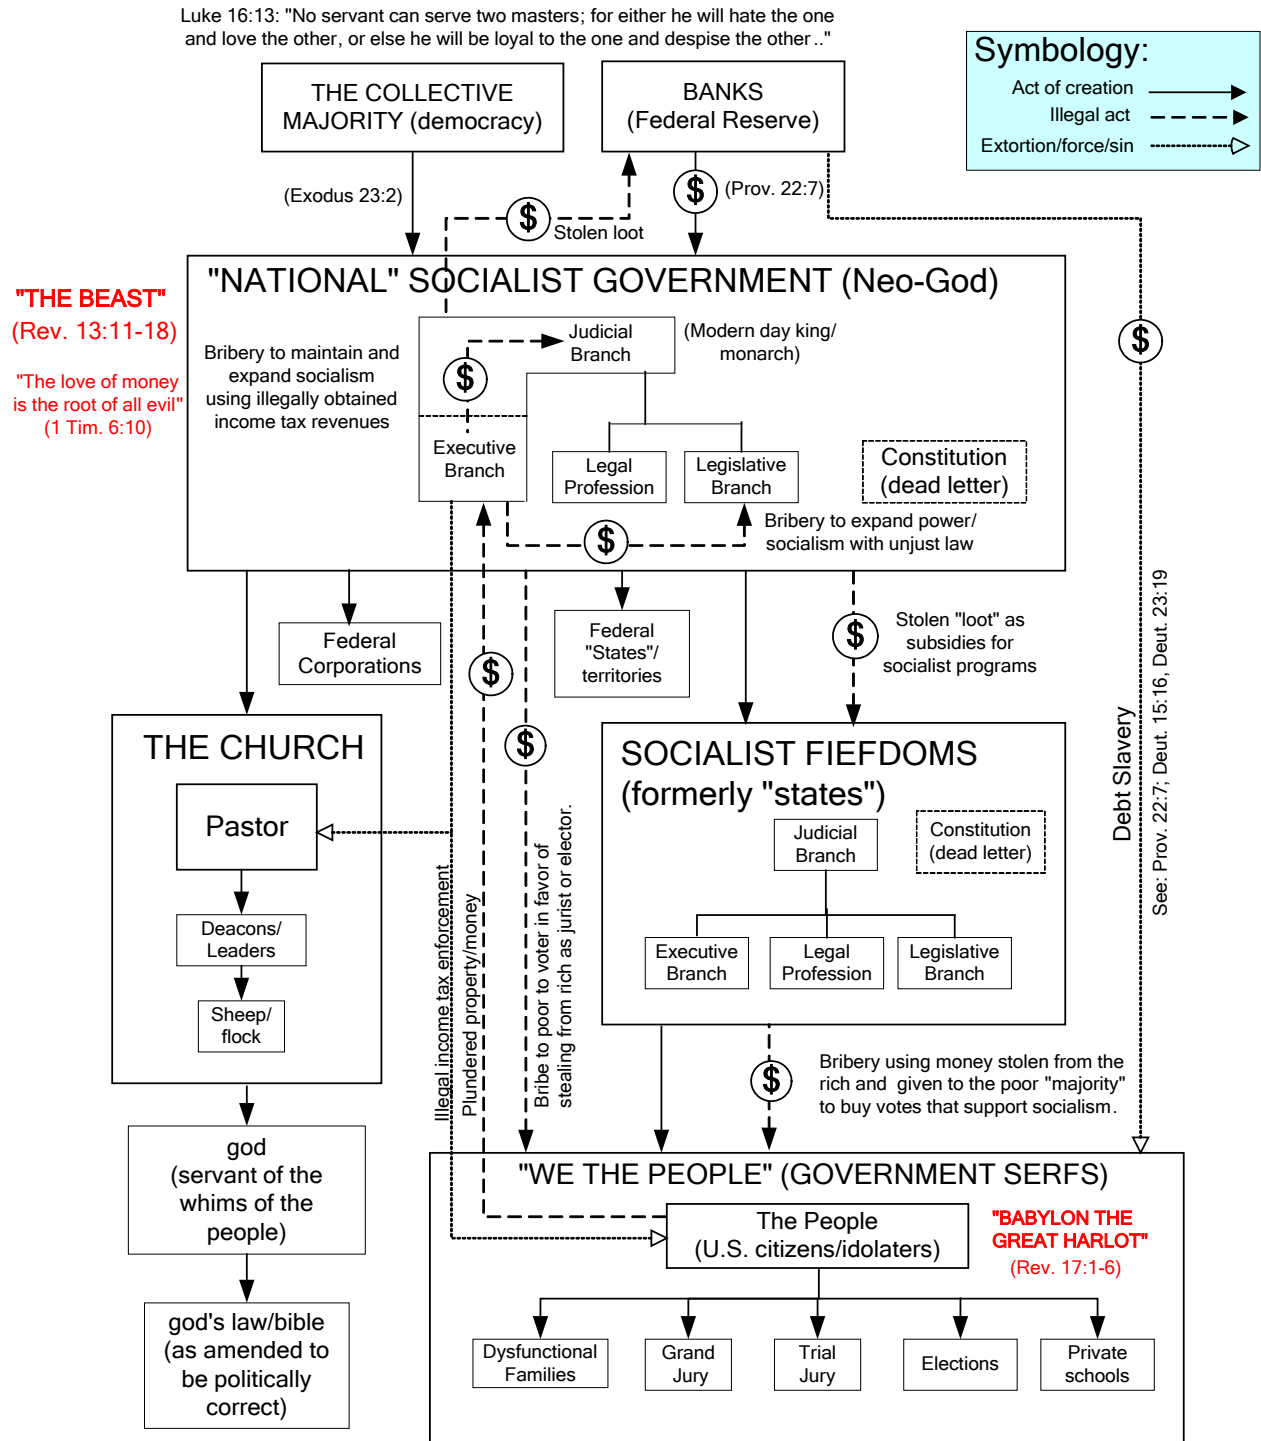 Luke 16:13: "No servant can serve two masters; for either he will hate the one
and love the other, or else he will be loyal to the one and despise the other.."
Symbology:
Act of creation
Illegal act
Extortion/force/sin
THE COLLECTIVE
MAJORITY (democracy)
BANKS
(Federal Reserve)
(Exodus 23:2)
$
(Prov. 22:7)
$
Stolen loot
"THE BEAST"
(Rev. 13:11-18)
"The love of money
is the root of all evil"
(1 Tim. 6:10)
"NATIONAL" SOCIALIST GOVERNMENT (Neo-God)
Bribery to maintain and
expand socialism
using illegally obtained
income tax revenues
$
Judicial
Branch
(Modern day king/
monarch)
$
Executive
Branch
Legal
Profession
Legislative
Branch
Constitution
(dead letter)
$
Bribery to expand power/
socialism with unjust law
Federal
Corporations
Federal
"States"/
territories
$
Stolen "loot" as
subsidies for
socialist programs
$
$
Debt Slavery
See: Prov. 22:7; Deut. 15:16, Deut. 23:19
THE CHURCH
Pastor
Deacons/
Leaders
Sheep/
flock
Illegal income tax enforcement
Plundered property/money
Bribe to poor to voter in favor of
stealing from rich as jurist or elector.
SOCIALIST FIEFDOMS
(formerly "states")
Judicial
Branch
Constitution
(dead letter)
Executive
Branch
Legal
Profession
Legislative
Branch
$
Bribery using money stolen from the
rich and given to the poor "majority"
to buy votes that support socialism.
god
(servant of the
whims of the
people)
god's law/bible
(as amended to
be politically
correct)
"WE THE PEOPLE" (GOVERNMENT SERFS)
The People
(U.S. citizens/idolaters)
"BABYLON THE
GREAT HARLOT"
(Rev. 17:1-6)
Dysfunctional
Families
Grand
Jury
Trial
Jury
Elections
Private
schools